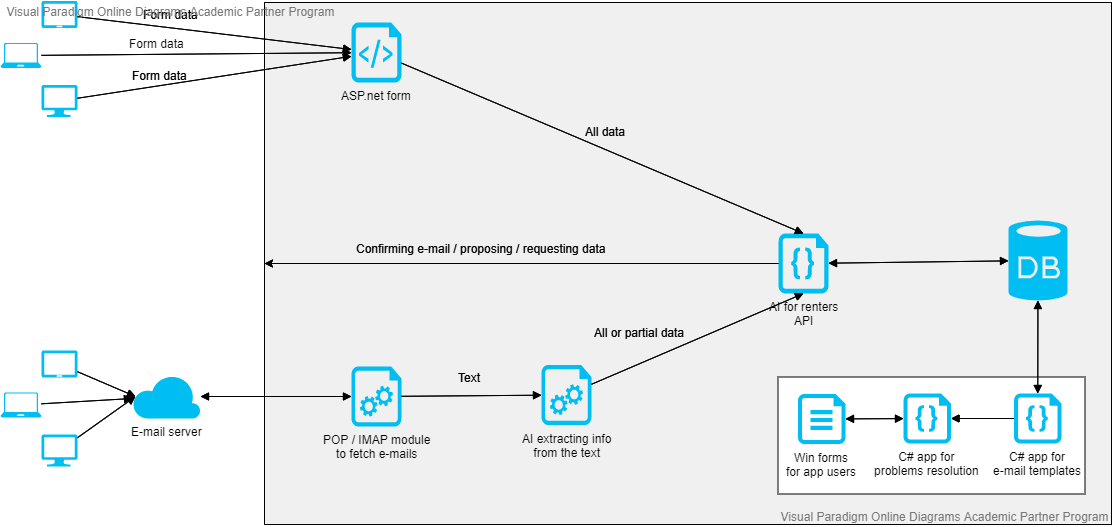 Visual Paradigm Online Diagrams Academic Partner Program
Form data
Form data
Form data
ASP.net form
All data
Confirming e-mail / proposing / requesting data
DB
AI for renters
API
All or partial data
Text
E-mail server
POP / IMAP module
to fetch e-mails
AI extracting info
from the text
Win forms
for app users
C# app for
problems resolution
C# app for
e-mail templates
Visual Paradigm Online Diagrams Academic Partner Program